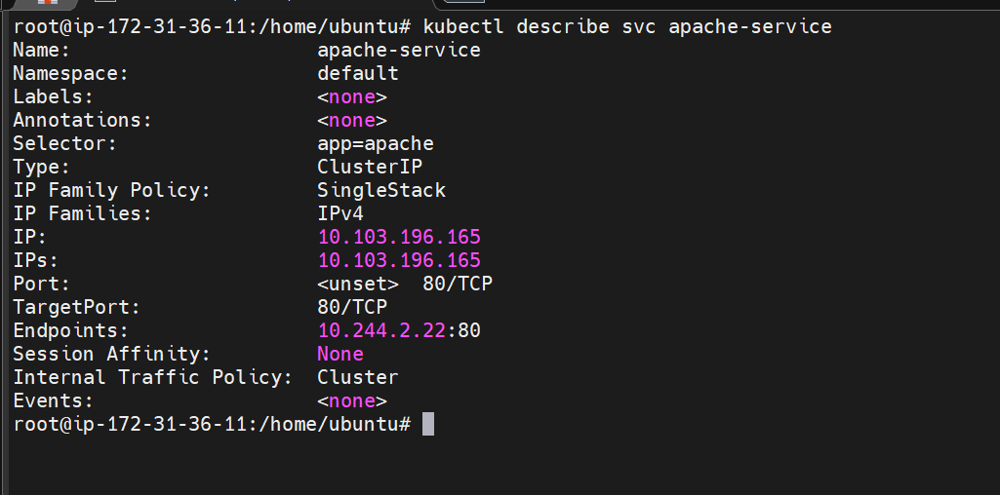 root@ip-172-31-36-11:/home/ubuntu# kubectl describe svc apache-service
Name:                     apache-service
Namespace:                default
Labels:                   <none>
Annotations:              <none>
Selector:                 app=apache
Type:                     ClusterIP
IP Family Policy:         SingleStack
IP Families:              IPv4
IP:                       10.103.196.165
IPs:                      10.103.196.165
Port:                     <unset>  80/TCP
TargetPort:               80/TCP
Endpoints:                10.244.2.22:80
Session Affinity:         None
Internal Traffic Policy:  Cluster
Events:                   <none>
root@ip-172-31-36-11:/home/ubuntu#